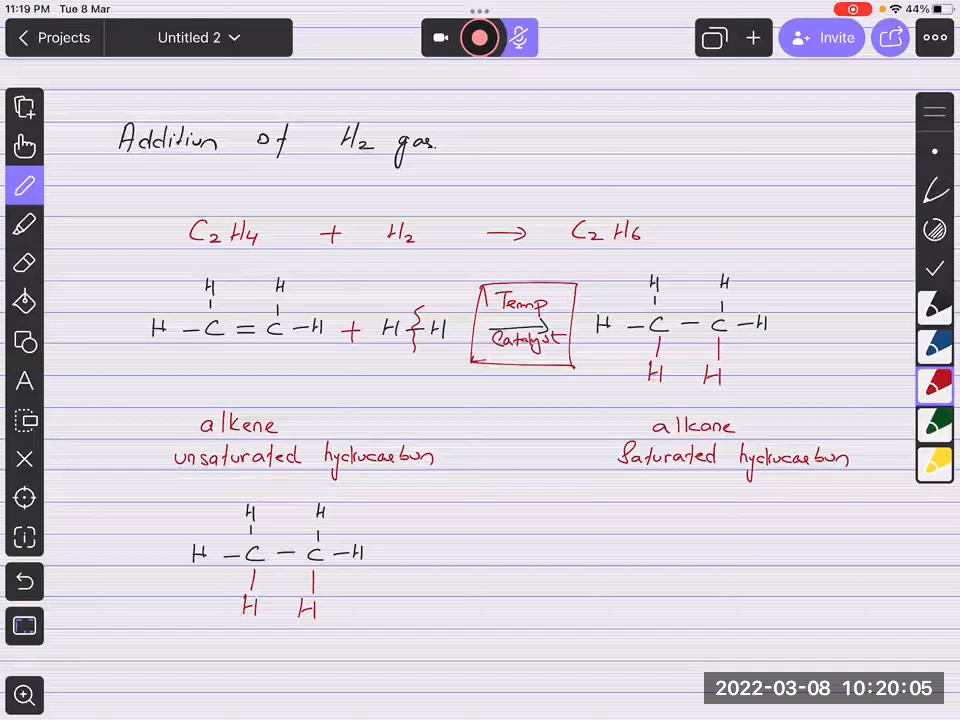 11:19 PM Tue 8 Mar 44%
Projects Untitled 2 Invite
Addition of H2 gas.
C2H4 + H2 → C2H6
H H H H
H – C = C – H + H – H Temp Catalyst → H – C – C – H
H H
alkene alkane
unsaturated hydrocarbon Saturated hydrocarbon
H H
H – C – C – H
H H
2022-03-08 10:20:05